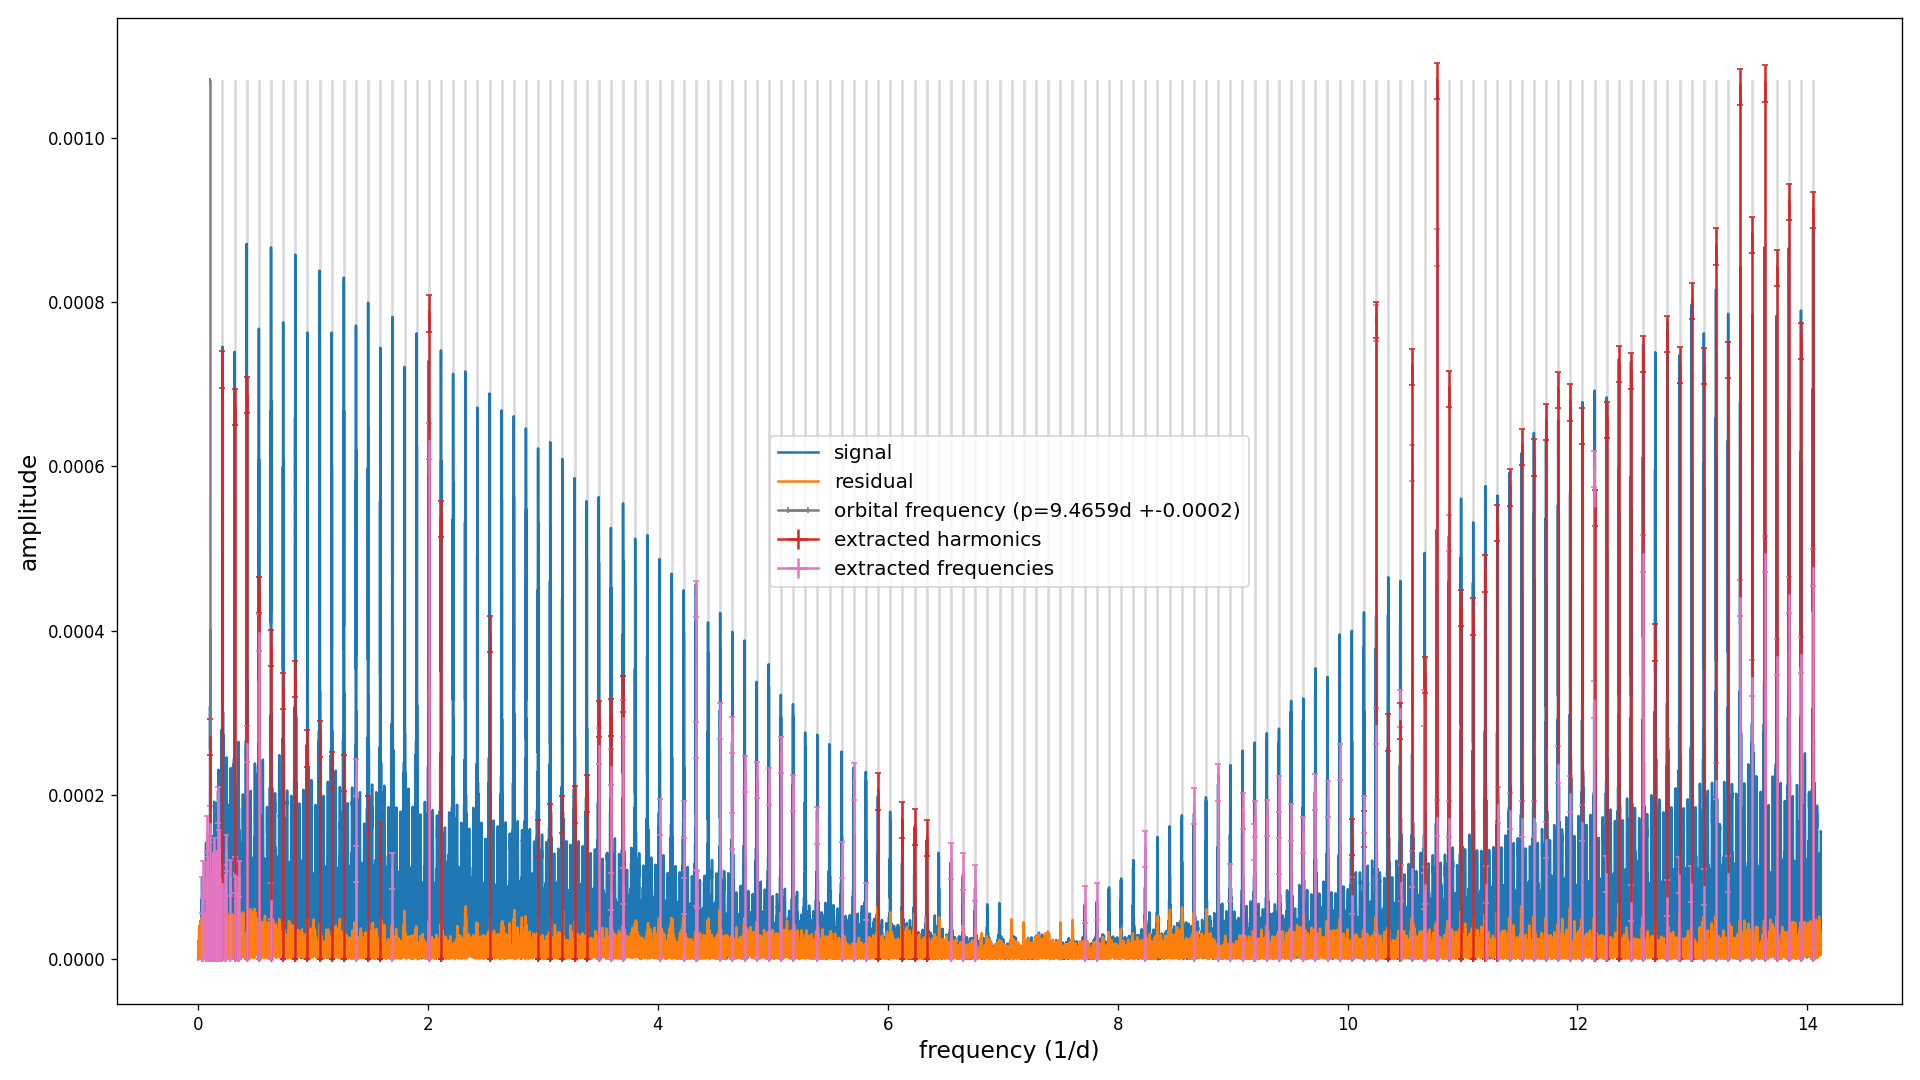 0.0010
0.0008
0.0006
0.0004
0.0002
0.0000
amplitude
signal
residual
orbital frequency (p=9.4659d +-0.0002)
extracted harmonics
extracted frequencies
0 2 4 6 8 10 12 14
frequency (1/d)